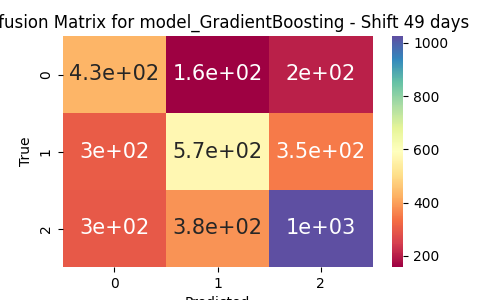 fusion Matrix for model_GradientBoosting - Shift 49 days
0 4.3e+02 1.6e+02 2e+02
1 3e+02 5.7e+02 3.5e+02
2 3e+02 3.8e+02 1e+03
True
0 1 2
Predicted
1000
800
600
400
200